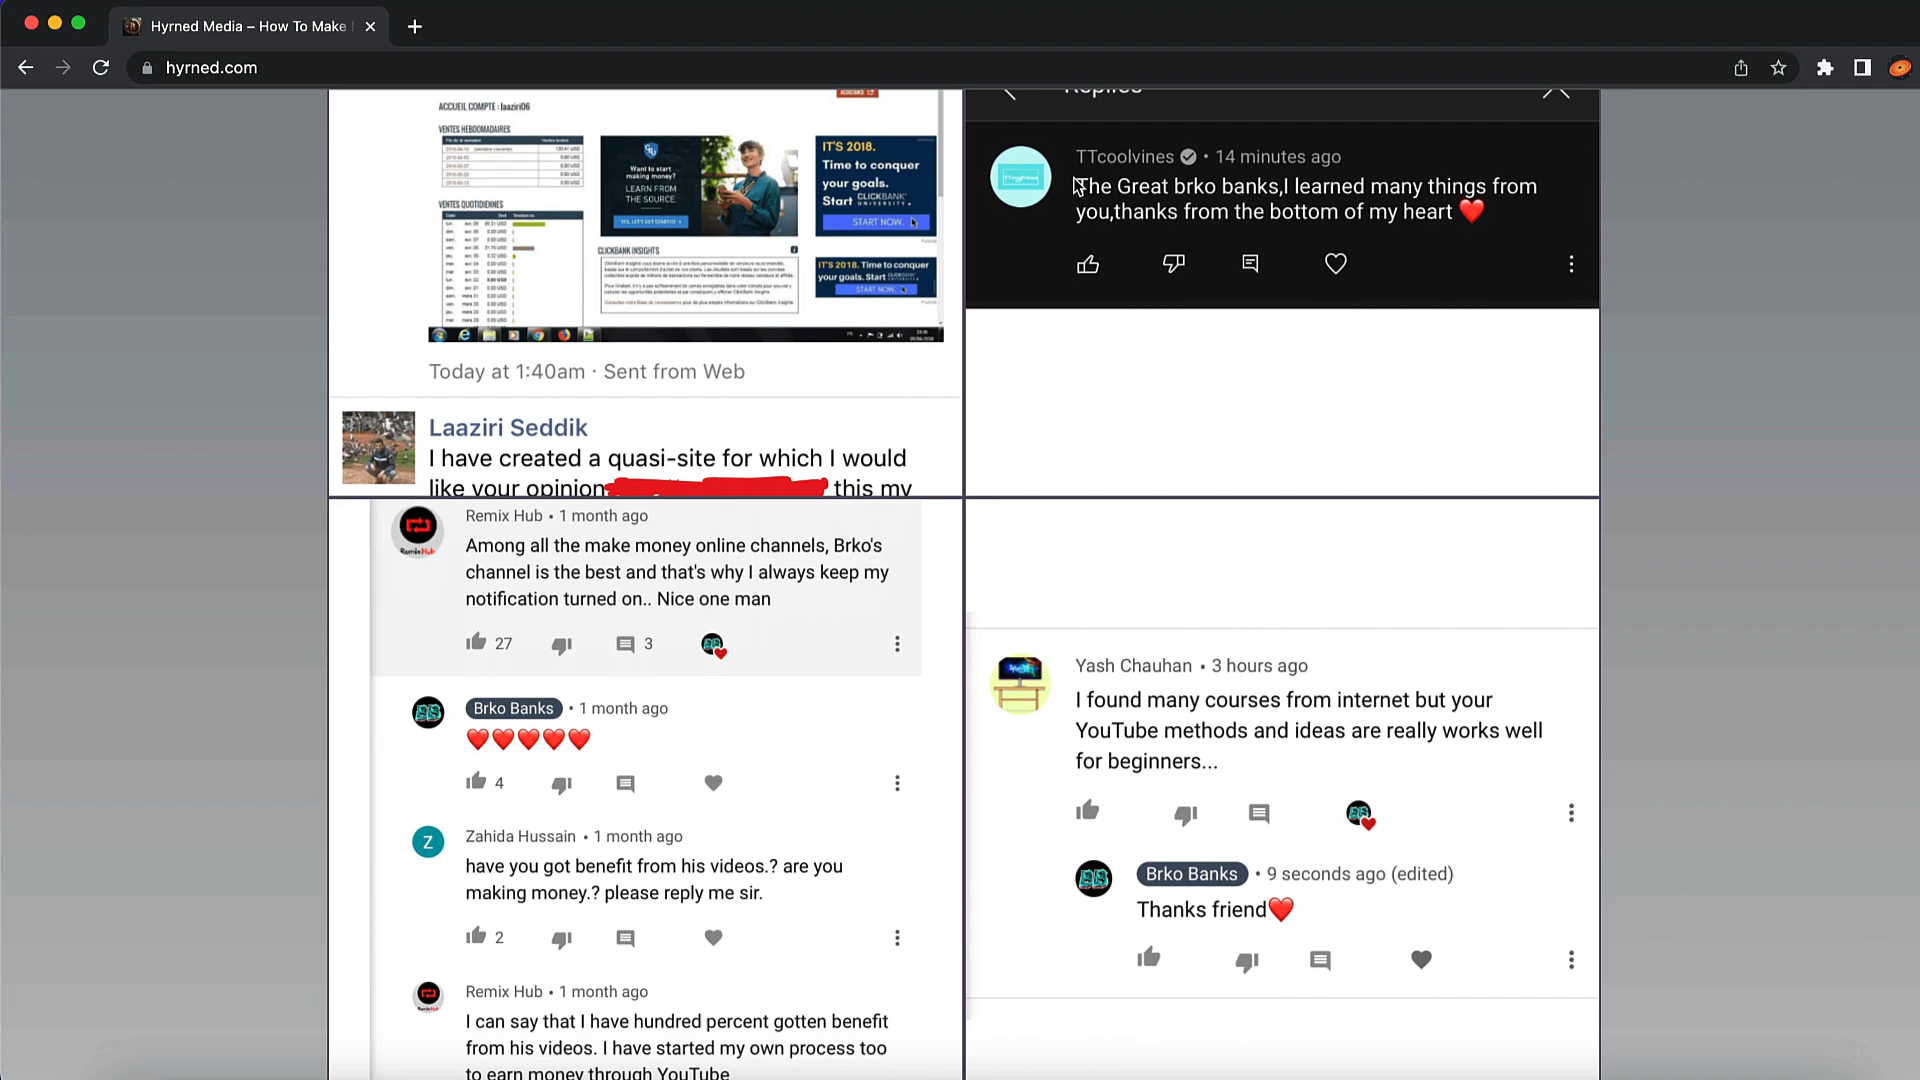 Hyrned Media – How To Make
hyrned.com
ASSISTANCE
ACCUEIL COMPTE : laaziri06
VENTES HEBDOMADAIRES
VENTES QUOTIDIENNES
Want to start
making money?
LEARN FROM
THE SOURCE.
YES, LET'S GET STARTED
IT'S 2018.
Time to conquer
your goals.
Start CLICKBANK
UNIVERSITY
START NOW.
CLICKBANK INSIGHTS
IT'S 2018. Time to conquer
your goals. Start
START NOW.
Today at 1:40am · Sent from Web
Laaziri Seddik
I have created a quasi-site for which I would
like your opinion this my
Replies
TTcoolvines • 14 minutes ago
The Great brko banks,I learned many things from
you,thanks from the bottom of my heart ❤️
Remix Hub • 1 month ago
Among all the make money online channels, Brko's
channel is the best and that's why I always keep my
notification turned on.. Nice one man
27 3
Brko Banks • 1 month ago
❤️❤️❤️❤️❤️
4
Z
Zahida Hussain • 1 month ago
have you got benefit from his videos.? are you
making money.? please reply me sir.
2
Remix Hub • 1 month ago
I can say that I have hundred percent gotten benefit
from his videos. I have started my own process too
to earn money through YouTube
Yash Chauhan • 3 hours ago
I found many courses from internet but your
YouTube methods and ideas are really works well
for beginners...
Brko Banks • 9 seconds ago (edited)
Thanks friend❤️